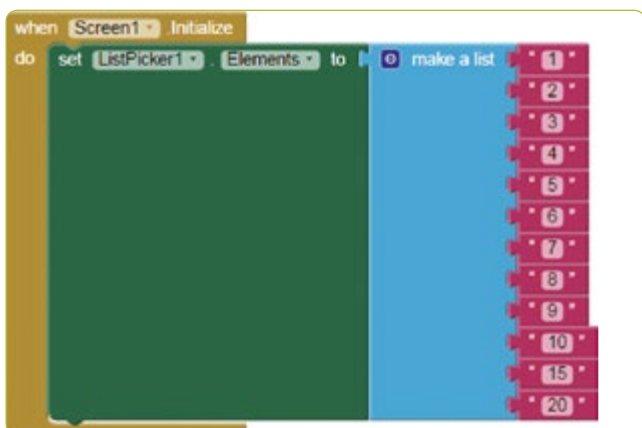 when Screen1 .Initialize
do set ListPicker1 . Elements to make a list " 1 "
" 2 "
" 3 "
" 4 "
" 5 "
" 6 "
" 7 "
" 8 "
" 9 "
" 10 "
" 15 "
" 20 "